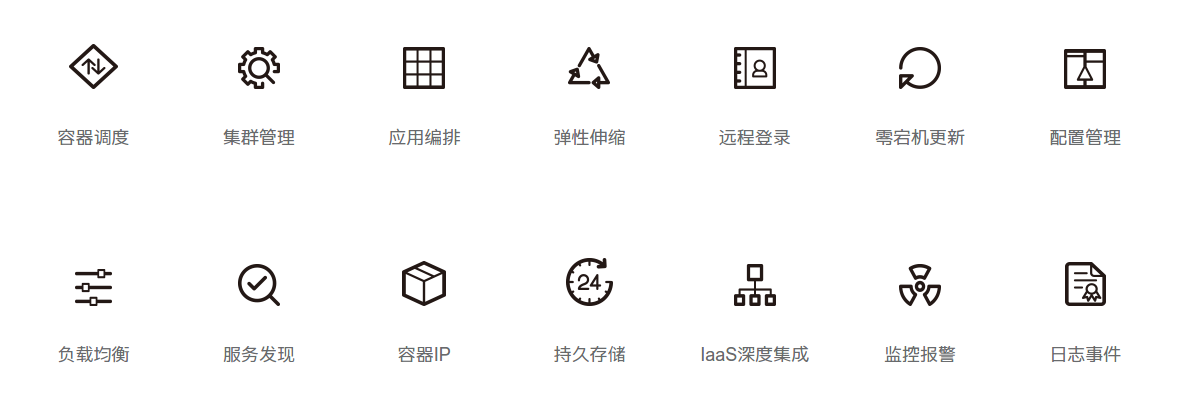 容器调度 集群管理 应用编排 弹性伸缩 远程登录 零宕机更新 配置管理
24
负载均衡 服务发现 容器IP 持久存储 IaaS深度集成 监控报警 日志事件